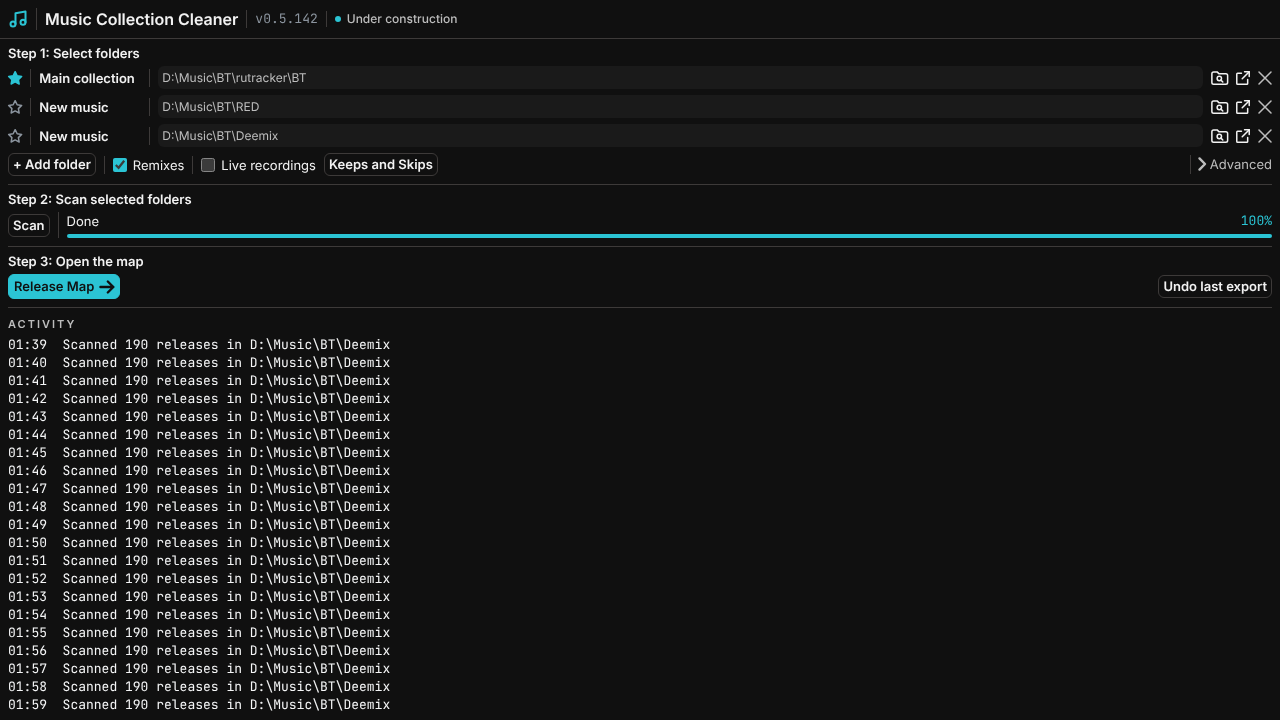 Music Collection Cleaner v0.5.142 Under construction
Step 1: Select folders
Main collection D:\Music\BT\rutracker\BT
New music D:\Music\BT\RED
New music D:\Music\BT\Deemix
+ Add folder Remixes Live recordings Keeps and Skips Advanced
Step 2: Scan selected folders
Scan Done 100%
Step 3: Open the map
Release Map Undo last export
ACTIVITY
01:39 Scanned 190 releases in D:\Music\BT\Deemix
01:40 Scanned 190 releases in D:\Music\BT\Deemix
01:41 Scanned 190 releases in D:\Music\BT\Deemix
01:42 Scanned 190 releases in D:\Music\BT\Deemix
01:43 Scanned 190 releases in D:\Music\BT\Deemix
01:44 Scanned 190 releases in D:\Music\BT\Deemix
01:45 Scanned 190 releases in D:\Music\BT\Deemix
01:46 Scanned 190 releases in D:\Music\BT\Deemix
01:47 Scanned 190 releases in D:\Music\BT\Deemix
01:48 Scanned 190 releases in D:\Music\BT\Deemix
01:49 Scanned 190 releases in D:\Music\BT\Deemix
01:50 Scanned 190 releases in D:\Music\BT\Deemix
01:51 Scanned 190 releases in D:\Music\BT\Deemix
01:52 Scanned 190 releases in D:\Music\BT\Deemix
01:53 Scanned 190 releases in D:\Music\BT\Deemix
01:54 Scanned 190 releases in D:\Music\BT\Deemix
01:55 Scanned 190 releases in D:\Music\BT\Deemix
01:56 Scanned 190 releases in D:\Music\BT\Deemix
01:57 Scanned 190 releases in D:\Music\BT\Deemix
01:58 Scanned 190 releases in D:\Music\BT\Deemix
01:59 Scanned 190 releases in D:\Music\BT\Deemix